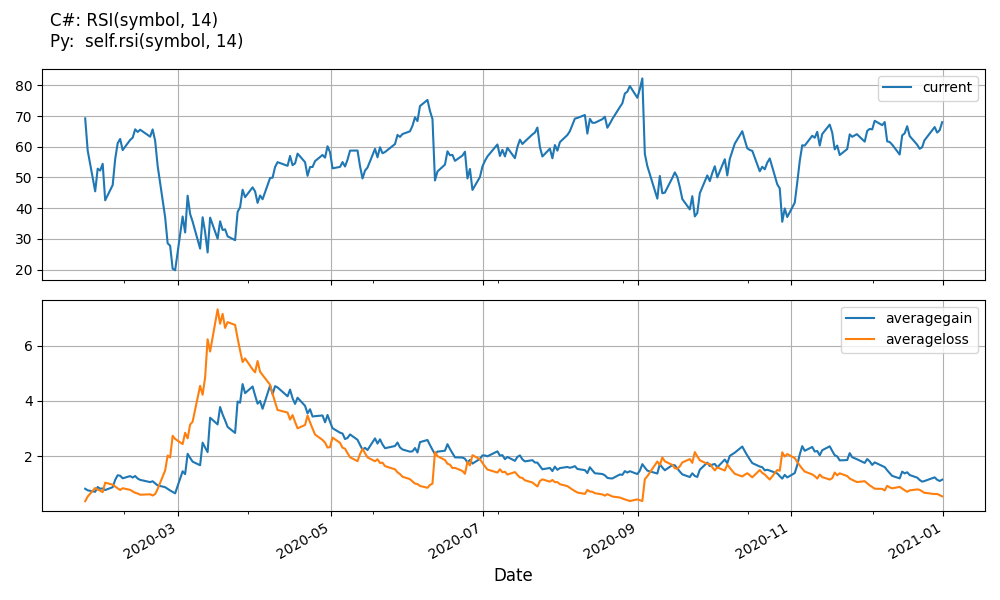 C#: RSI(symbol, 14)
Py:  self.rsi(symbol, 14)
current
80
70
60
50
40
30
20
averagegain
averageloss
6
4
2
2020-03
2020-05
2020-07
2020-09
2020-11
2021-01
Date